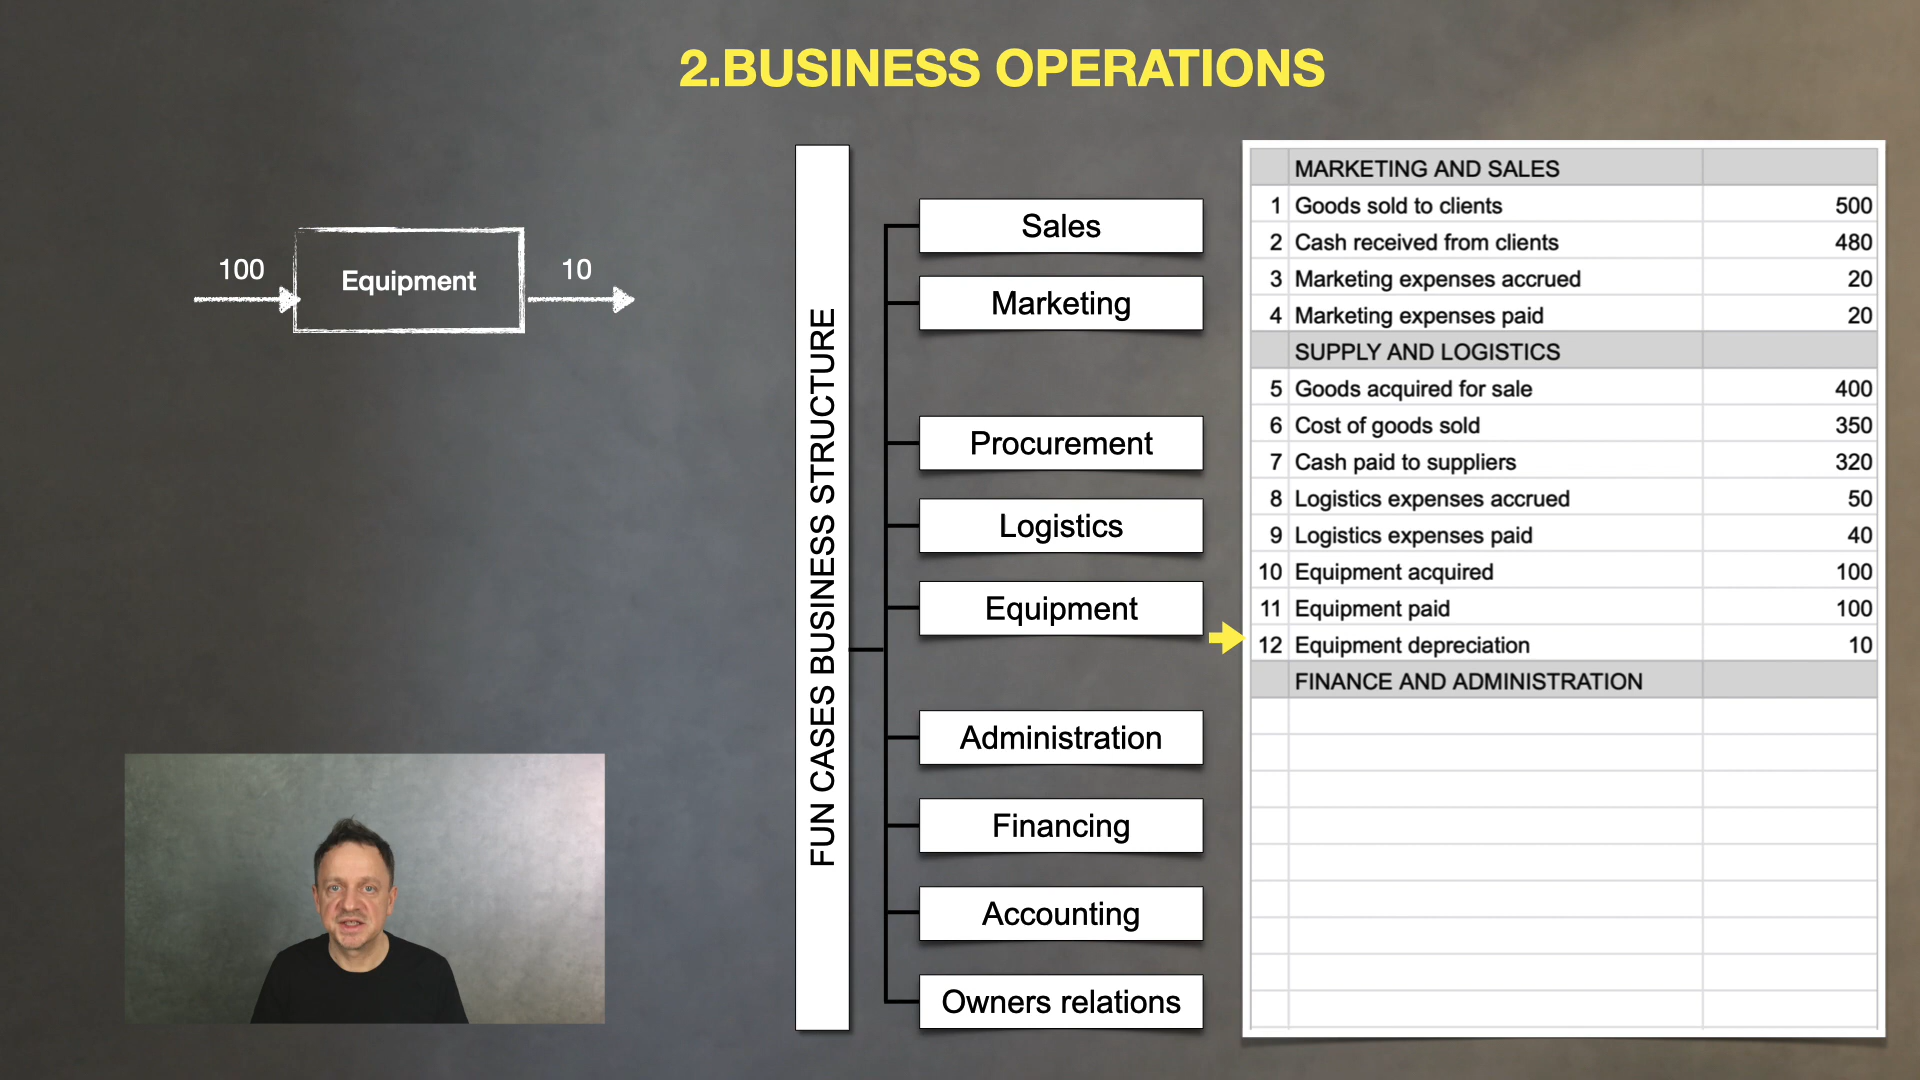 2.BUSINESS OPERATIONS
100
Equipment
10
FUN CASES BUSINESS STRUCTURE
Sales
Marketing
Procurement
Logistics
Equipment
Administration
Financing
Accounting
Owners relations
MARKETING AND SALES
1 Goods sold to clients 500
2 Cash received from clients 480
3 Marketing expenses accrued 20
4 Marketing expenses paid 20
SUPPLY AND LOGISTICS
5 Goods acquired for sale 400
6 Cost of goods sold 350
7 Cash paid to suppliers 320
8 Logistics expenses accrued 50
9 Logistics expenses paid 40
10 Equipment acquired 100
11 Equipment paid 100
12 Equipment depreciation 10
FINANCE AND ADMINISTRATION